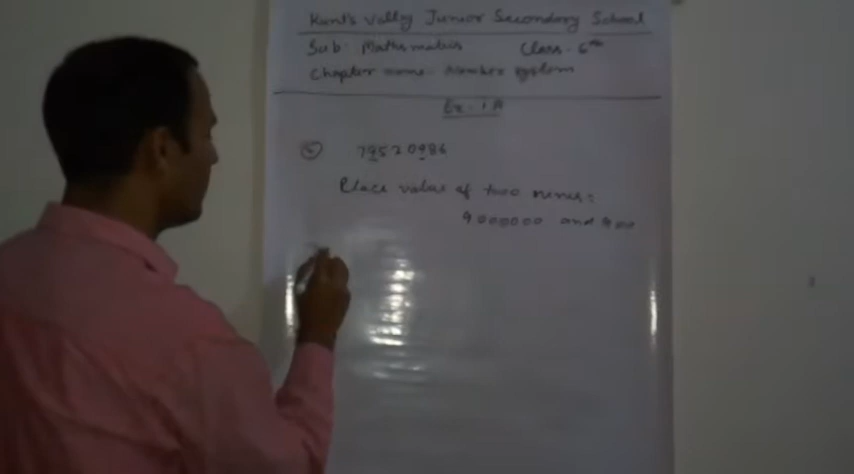 Kunt's Valley Junior Secondary School
Sub: Mathematics Class - 6th
Chapter name - Number System
Ex - 1A
79520986
Place value of two nines:
9000000 and 900